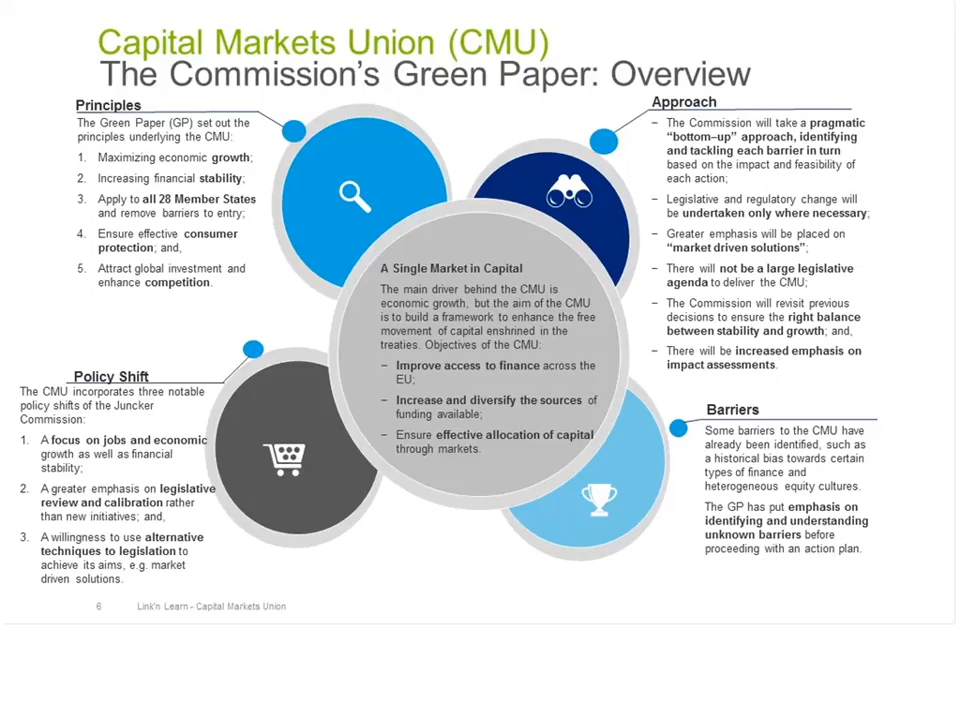 Capital Markets Union (CMU)
The Commission's Green Paper: Overview
Principles
The Green Paper (GP) set out the
principles underlying the CMU:
1. Maximizing economic growth;
2. Increasing financial stability;
3. Apply to all 28 Member States
and remove barriers to entry;
4. Ensure effective consumer
protection; and,
5. Attract global investment and
enhance competition.
Approach
– The Commission will take a pragmatic
“bottom–up” approach, identifying
and tackling each barrier in turn
based on the impact and feasibility of
each action;
– Legislative and regulatory change will
be undertaken only where necessary;
– Greater emphasis will be placed on
“market driven solutions”;
– There will not be a large legislative
agenda to deliver the CMU;
– The Commission will revisit previous
decisions to ensure the right balance
between stability and growth; and,
– There will be increased emphasis on
impact assessments.
A Single Market in Capital
The main driver behind the CMU is
economic growth, but the aim of the CMU
is to build a framework to enhance the free
movement of capital enshrined in the
treaties. Objectives of the CMU:
– Improve access to finance across the
EU;
– Increase and diversify the sources of
funding available;
– Ensure effective allocation of capital
through markets.
Policy Shift
The CMU incorporates three notable
policy shifts of the Juncker
Commission:
1. A focus on jobs and economic
growth as well as financial
stability;
2. A greater emphasis on legislative
review and calibration rather
than new initiatives; and,
3. A willingness to use alternative
techniques to legislation to
achieve its aims, e.g. market
driven solutions.
Barriers
Some barriers to the CMU have
already been identified, such as
a historical bias towards certain
types of finance and
heterogeneous equity cultures.
The GP has put emphasis on
identifying and understanding
unknown barriers before
proceeding with an action plan.
6 Link'n Learn - Capital Markets Union